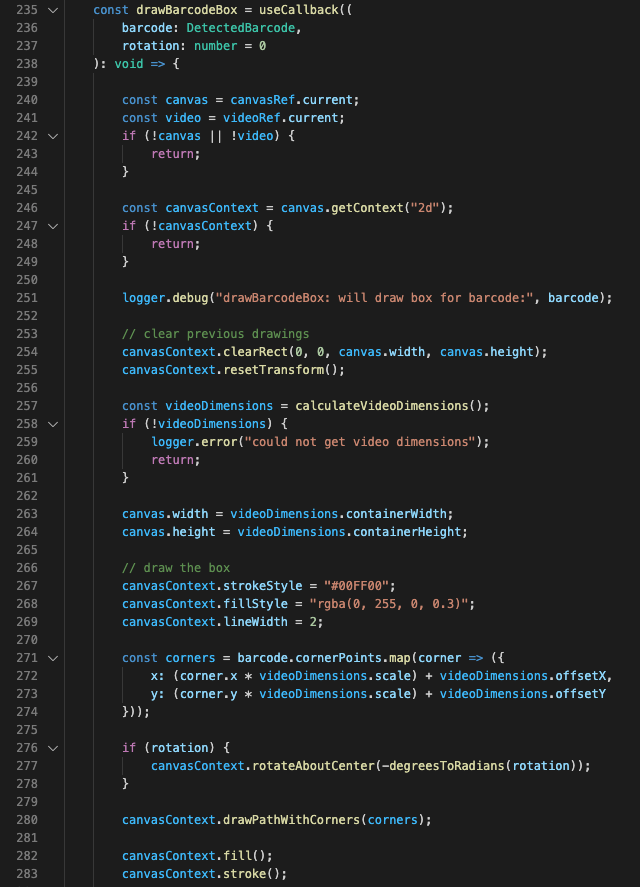 235 const drawBarcodeBox = useCallback((
236 barcode: DetectedBarcode,
237 rotation: number = 0
238 ): void => {
239
240 const canvas = canvasRef.current;
241 const video = videoRef.current;
242 if (!canvas || !video) {
243 return;
244 }
245
246 const canvasContext = canvas.getContext("2d");
247 if (!canvasContext) {
248 return;
249 }
250
251 logger.debug("drawBarcodeBox: will draw box for barcode:", barcode);
252
253 // clear previous drawings
254 canvasContext.clearRect(0, 0, canvas.width, canvas.height);
255 canvasContext.resetTransform();
256
257 const videoDimensions = calculateVideoDimensions();
258 if (!videoDimensions) {
259 logger.error("could not get video dimensions");
260 return;
261 }
262
263 canvas.width = videoDimensions.containerWidth;
264 canvas.height = videoDimensions.containerHeight;
265
266 // draw the box
267 canvasContext.strokeStyle = "#00FF00";
268 canvasContext.fillStyle = "rgba(0, 255, 0, 0.3)";
269 canvasContext.lineWidth = 2;
270
271 const corners = barcode.cornerPoints.map(corner => ({
272 x: (corner.x * videoDimensions.scale) + videoDimensions.offsetX,
273 y: (corner.y * videoDimensions.scale) + videoDimensions.offsetY
274 }));
275
276 if (rotation) {
277 canvasContext.rotateAboutCenter(-degreesToRadians(rotation));
278 }
279
280 canvasContext.drawPathWithCorners(corners);
281
282 canvasContext.fill();
283 canvasContext.stroke();